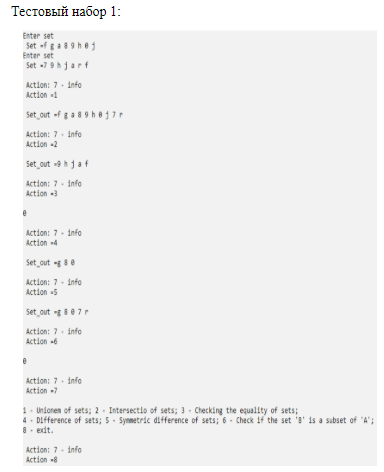 Тестовый набор 1:
Enter set
Set =f g a 8 9 h 0 j
Enter set
Set =7 9 h j a r f
Action: 7 - info
Action =1
Set_out =f g a 8 9 h 0 j 7 r
Action: 7 - info
Action =2
Set_out =9 h j a f
Action: 7 - info
Action =3
0
Action: 7 - info
Action =4
Set_out =g 8 0
Action: 7 - info
Action =5
Set_out =g 8 0 7 r
Action: 7 - info
Action =6
0
Action: 7 - info
Action =7
1 - Unionem of sets; 2 - Intersectio of sets; 3 - Checking the equality of sets;
4 - Difference of sets; 5 - Symmetric difference of sets; 6 - Check if the set 'B' is a subset of 'A';
8 - exit.
Action: 7 - info
Action =8